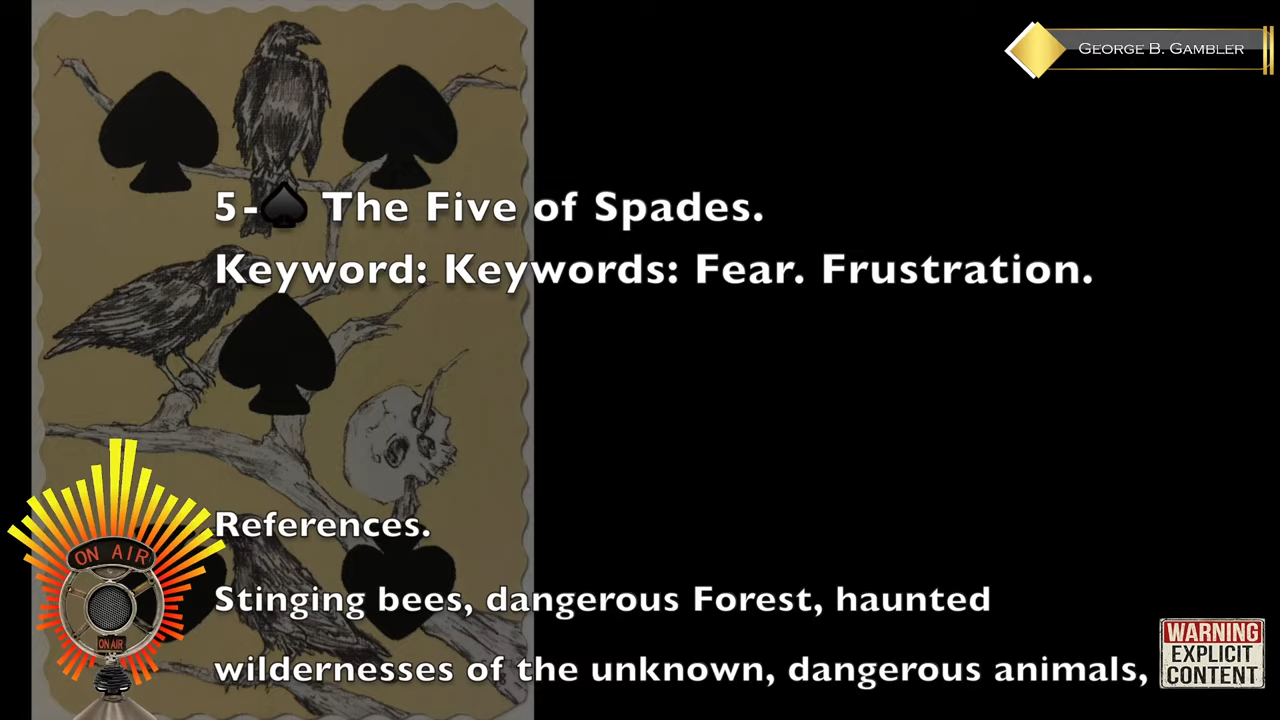 GEORGE B. GAMBLER
5-♠ The Five of Spades.
Keyword: Keywords: Fear. Frustration.
References.
Stinging bees, dangerous Forest, haunted
wildernesses of the unknown, dangerous animals,
ON AIR
ON AIR
WARNING
EXPLICIT
CONTENT